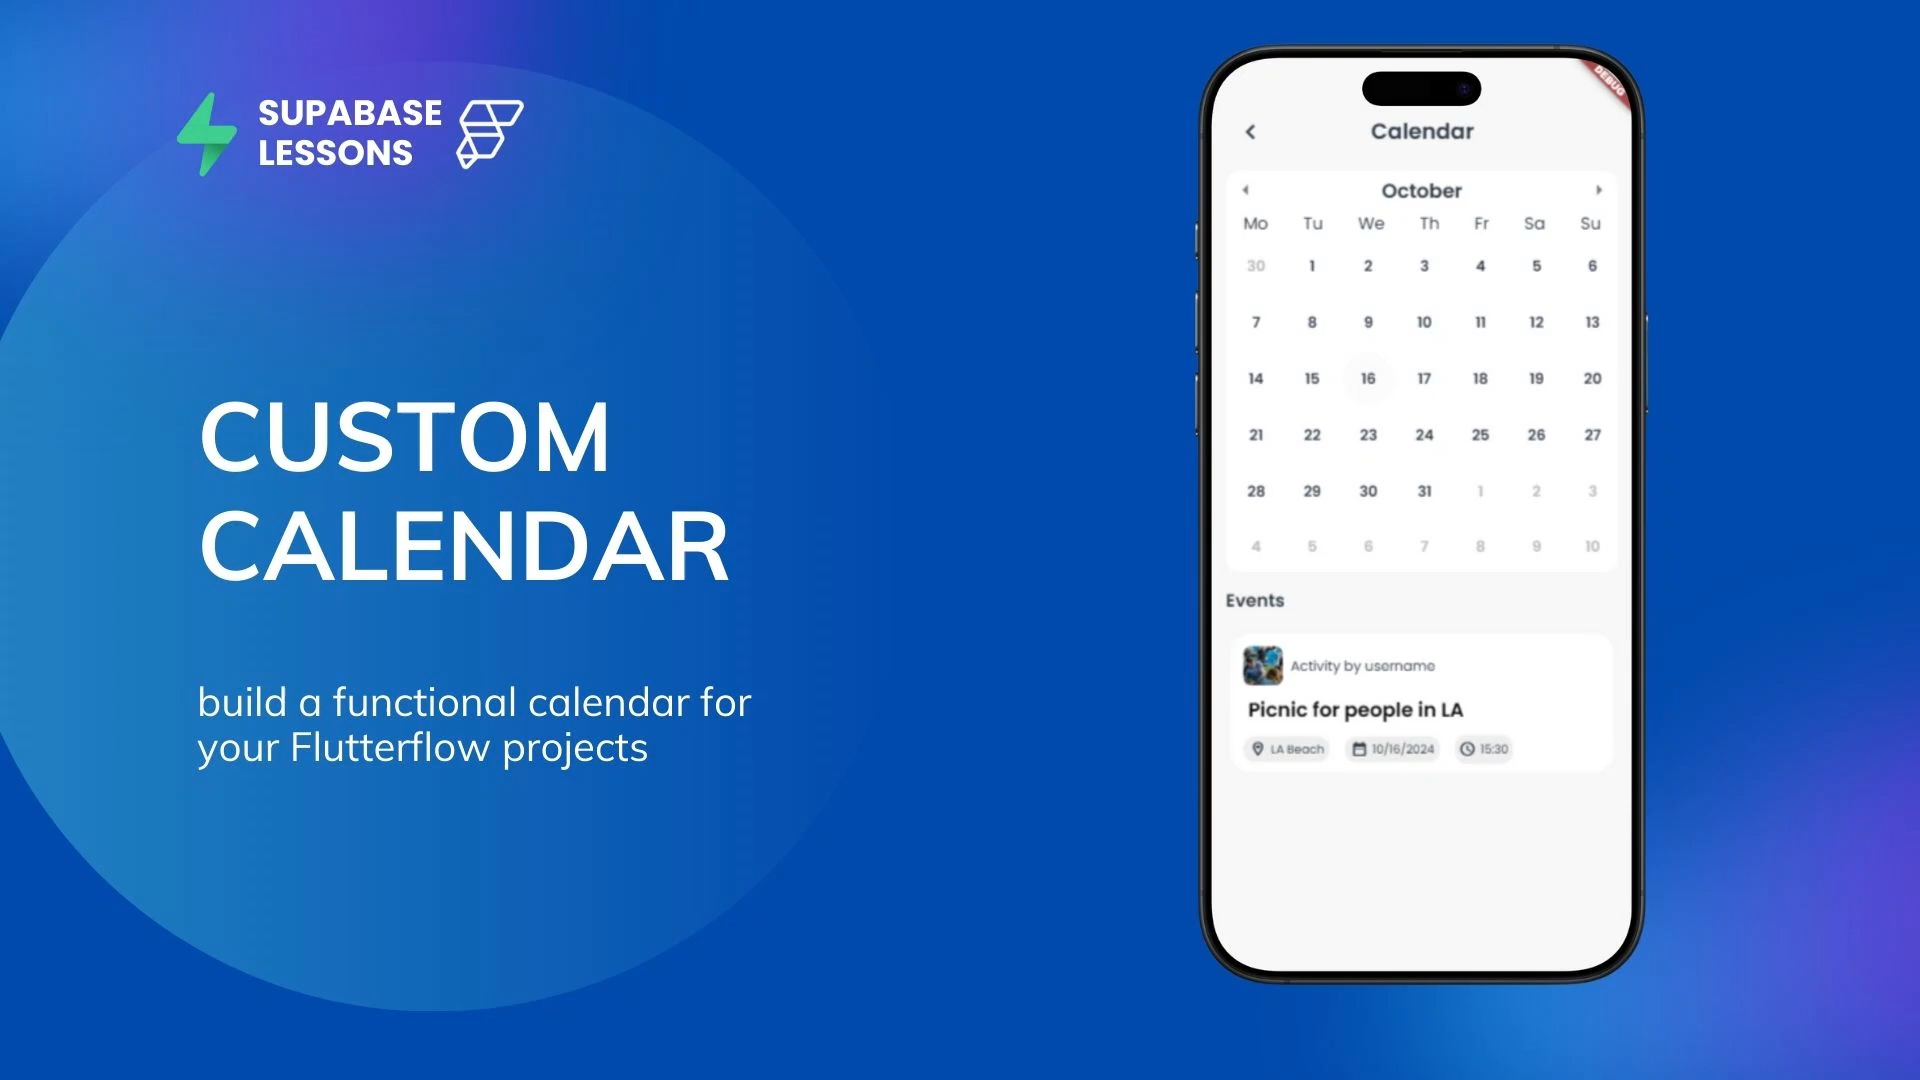 SUPABASE
LESSONS
CUSTOM
CALENDAR
build a functional calendar for
your Flutterflow projects
DEBUG
Calendar
October
Mo Tu We Th Fr Sa Su
30 1 2 3 4 5 6
7 8 9 10 11 12 13
14 15 16 17 18 19 20
21 22 23 24 25 26 27
28 29 30 31 1 2 3
4 5 6 7 8 9 10
Events
Activity by username
Picnic for people in LA
LA Beach 10/16/2024 15:30